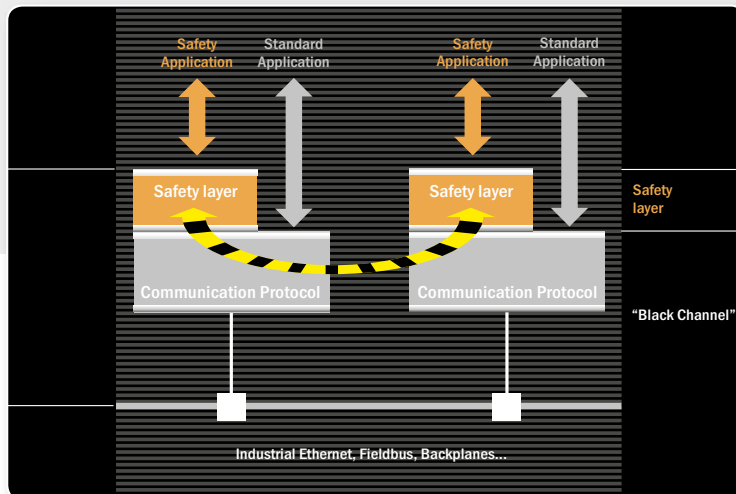 Safety
Application
Standard
Application
Safety
Application
Standard
Application
Safety layer
Safety layer
Safety
layer
Communication Protocol
Communication Protocol
“Black Channel”
Industrial Ethernet, Fieldbus, Backplanes...